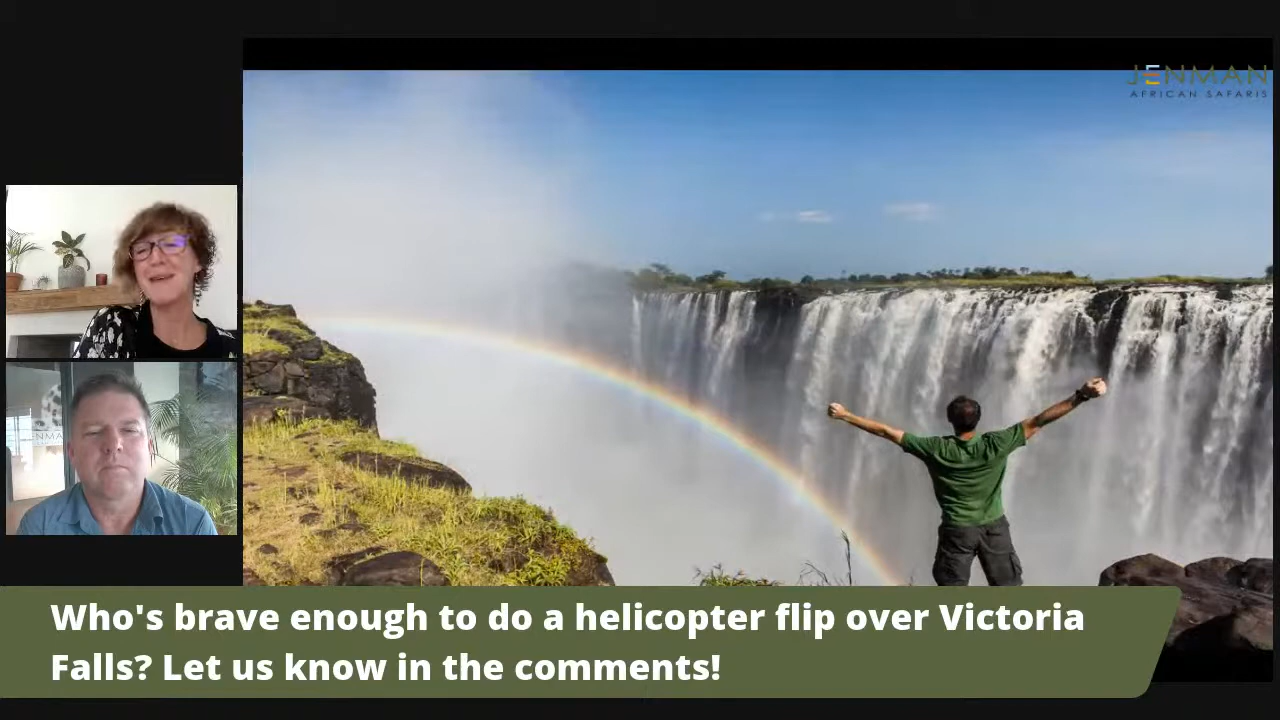 JENMAN
AFRICAN SAFARIS
NMA
Who's brave enough to do a helicopter flip over Victoria
Falls? Let us know in the comments!